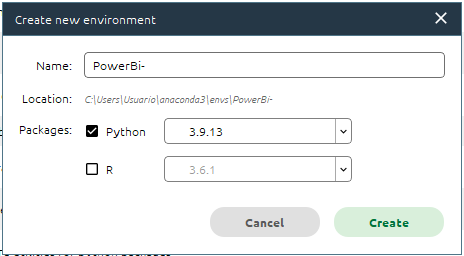 Create new environment
Name: PowerBi-
Location: C:\Users\Usuario\anaconda3\envs\PowerBi-
Packages: Python 3.9.13
R 3.6.1
Cancel Create